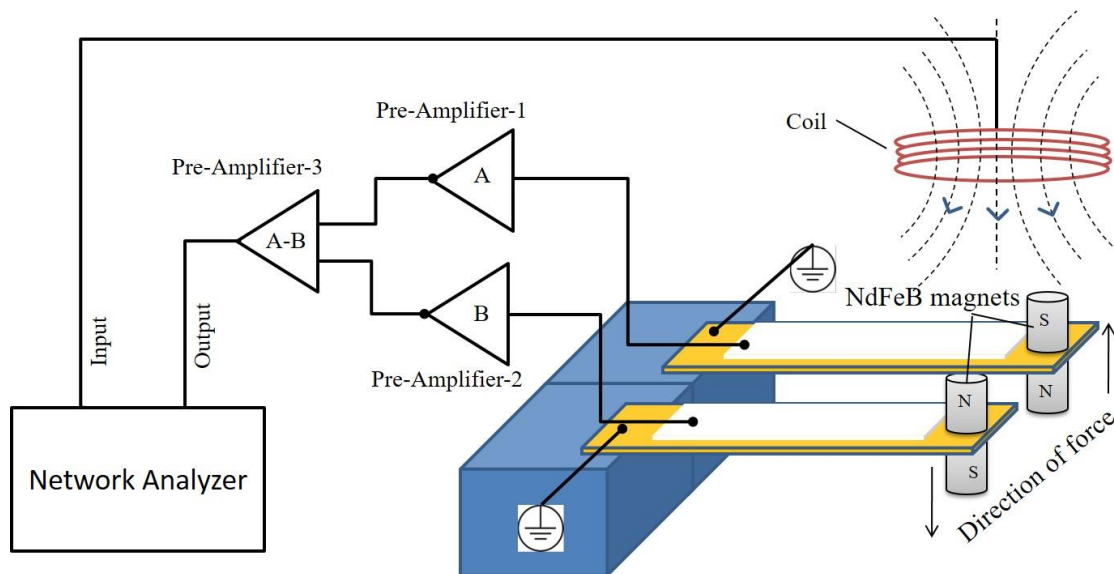 Pre-Amplifier-1
Coil
Pre-Amplifier-3
A
A-B
NdFeB magnets
Input
Output
B
S
Pre-Amplifier-2
N
N
Network Analyzer
S
Direction of force